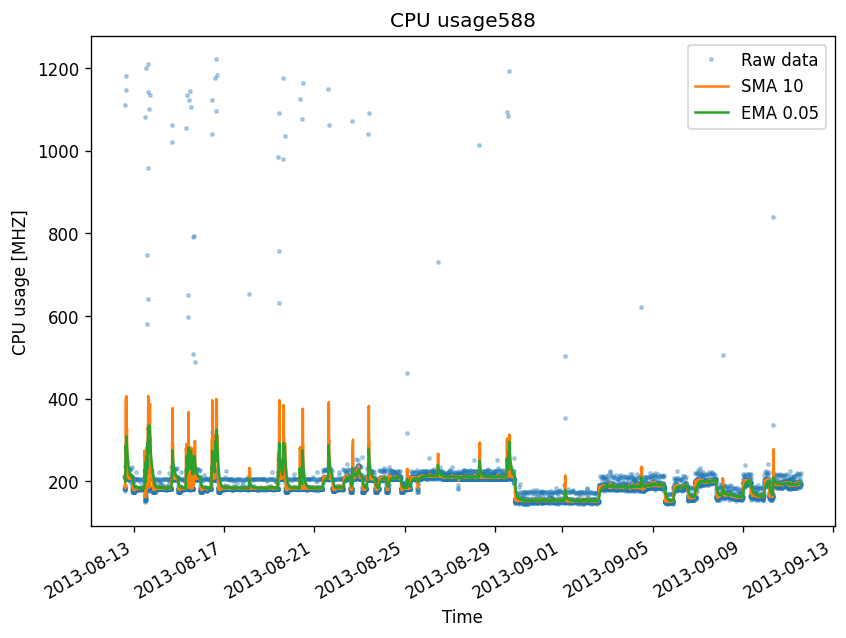 CPU usage588
Raw data
SMA 10
EMA 0.05
1200
1000
800
600
400
200
CPU usage [MHZ]
2013-08-13
2013-08-17
2013-08-21
2013-08-25
2013-08-29
2013-09-01
2013-09-05
2013-09-09
2013-09-13
Time